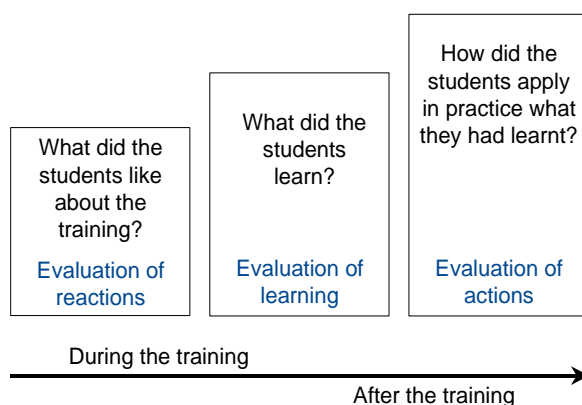 What did the
students like
about the
training?
Evaluation of
reactions
What did the
students
learn?
Evaluation of
learning
How did the
students apply
in practice what
they had learnt?
Evaluation of
actions
During the training
After the training